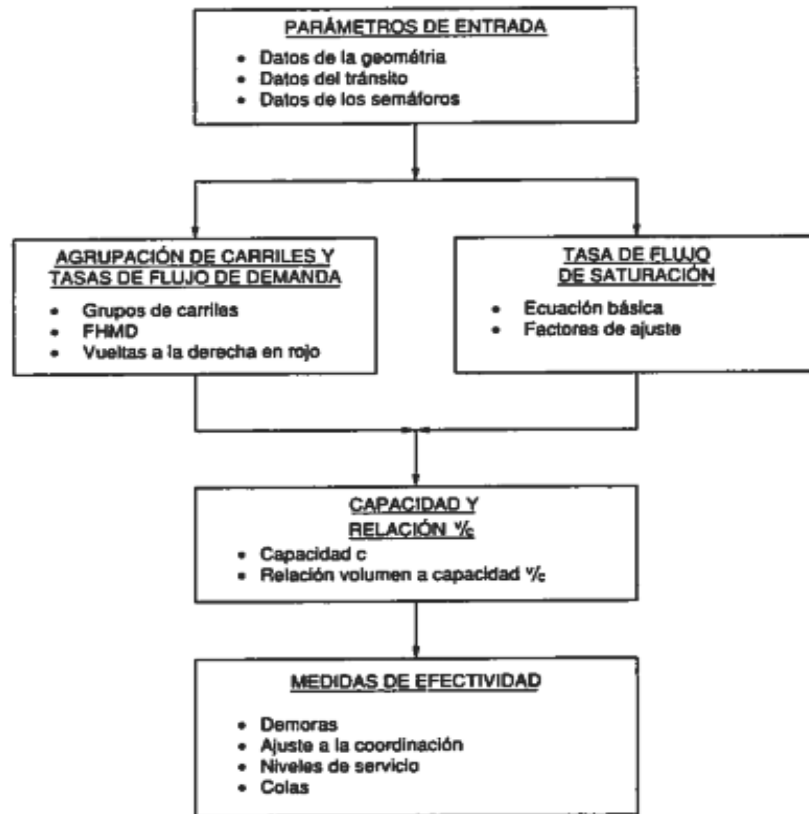 PARÁMETROS DE ENTRADA
• Datos de la geométria
• Datos del tránsito
• Datos de los semáforos
AGRUPACIÓN DE CARRILES Y
TASAS DE FLUJO DE DEMANDA
• Grupos de carriles
• FHMD
• Vueltas a la derecha en rojo
TASA DE FLUJO
DE SATURACIÓN
• Ecuación básica
• Factores de ajuste
CAPACIDAD Y
RELACIÓN v/c
• Capacidad c
• Relación volumen a capacidad v/c
MEDIDAS DE EFECTIVIDAD
• Demoras
• Ajuste a la coordinación
• Niveles de servicio
• Colas